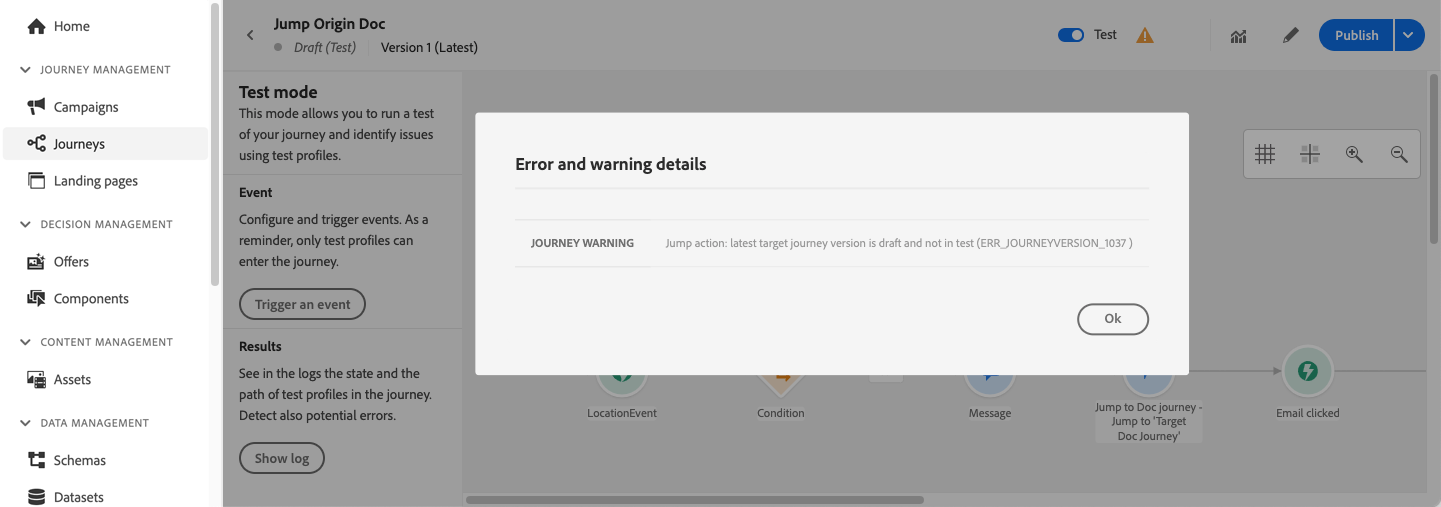 Home
JOURNEY MANAGEMENT
Campaigns
Journeys
Landing pages
DECISION MANAGEMENT
Offers
Components
CONTENT MANAGEMENT
Assets
DATA MANAGEMENT
Schemas
Datasets
Jump Origin Doc
Draft (Test)
Version 1 (Latest)
Test
Publish
Test mode
This mode allows you to run a test
of your journey and identify issues
using test profiles.
Event
Configure and trigger events. As a
reminder, only test profiles can
enter the journey.
Trigger an event
Results
See in the logs the state and the
path of test profiles in the journey.
Detect also potential errors.
Show log
Error and warning details
JOURNEY WARNING
Jump action: latest target journey version is draft and not in test (ERR_JOURNEYVERSION_1037 )
Ok
LocationEvent
Condition
Message
Jump to Doc journey -
Jump to 'Target
Doc Journey'
Email clicked